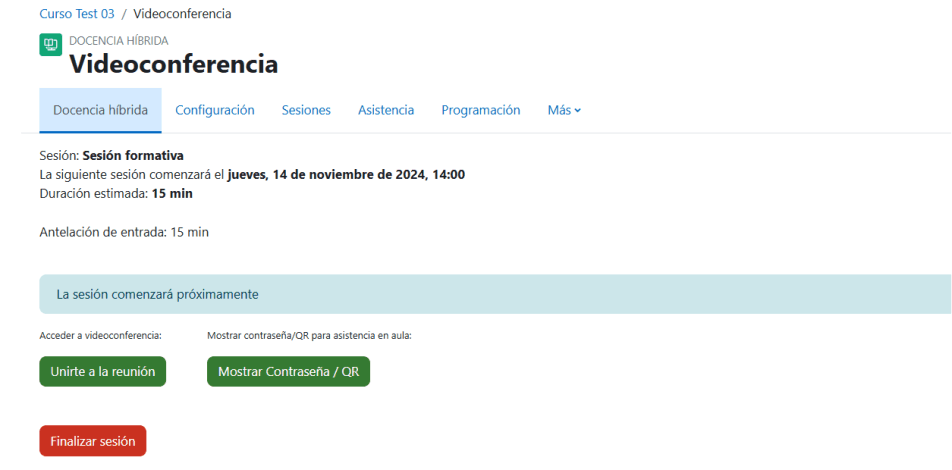 Curso Test 03 / Videoconferencia
DOCENCIA HÍBRIDA
Videoconferencia
Docencia híbrida Configuración Sesiones Asistencia Programación Más
Sesión: Sesión formativa
La siguiente sesión comenzará el jueves, 14 de noviembre de 2024, 14:00
Duración estimada: 15 min
Antelación de entrada: 15 min
La sesión comenzará próximamente
Acceder a videoconferencia: Mostrar contraseña/QR para asistencia en aula:
Unirte a la reunión Mostrar Contraseña / QR
Finalizar sesión